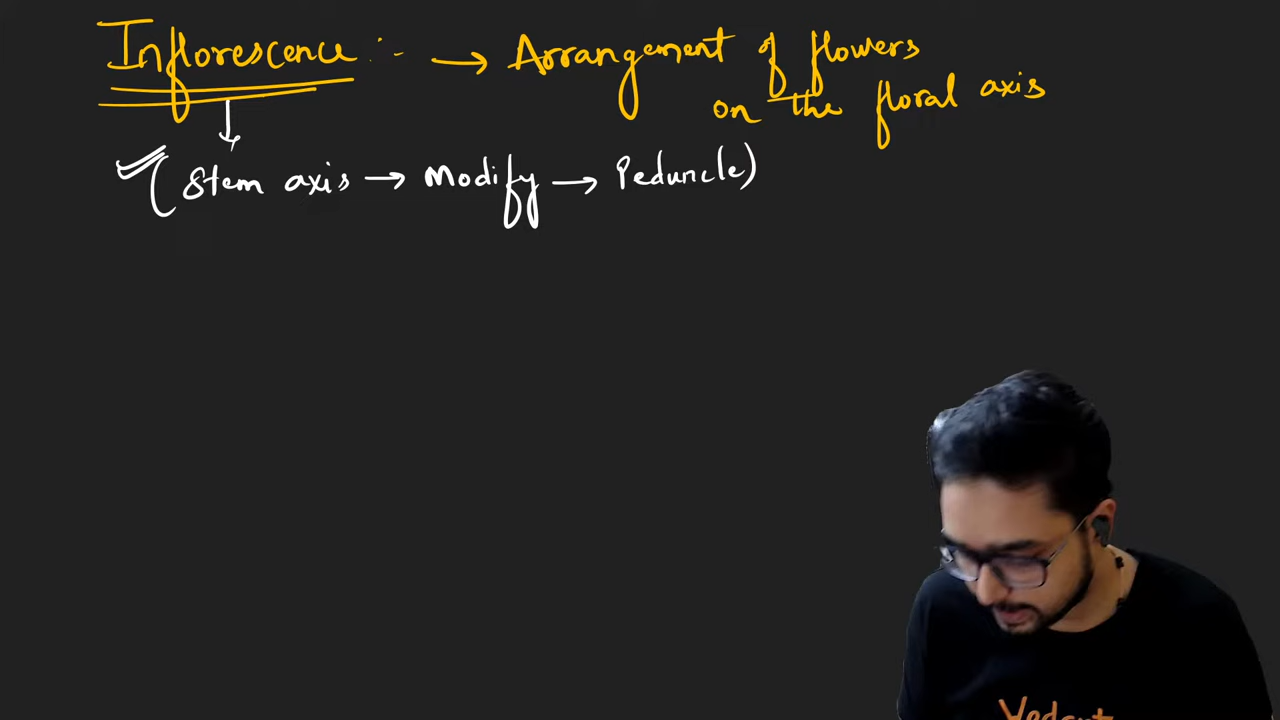 Inflorescence :- → Arrangement of flowers
on the floral axis
(Stem axis → Modify → Peduncle)